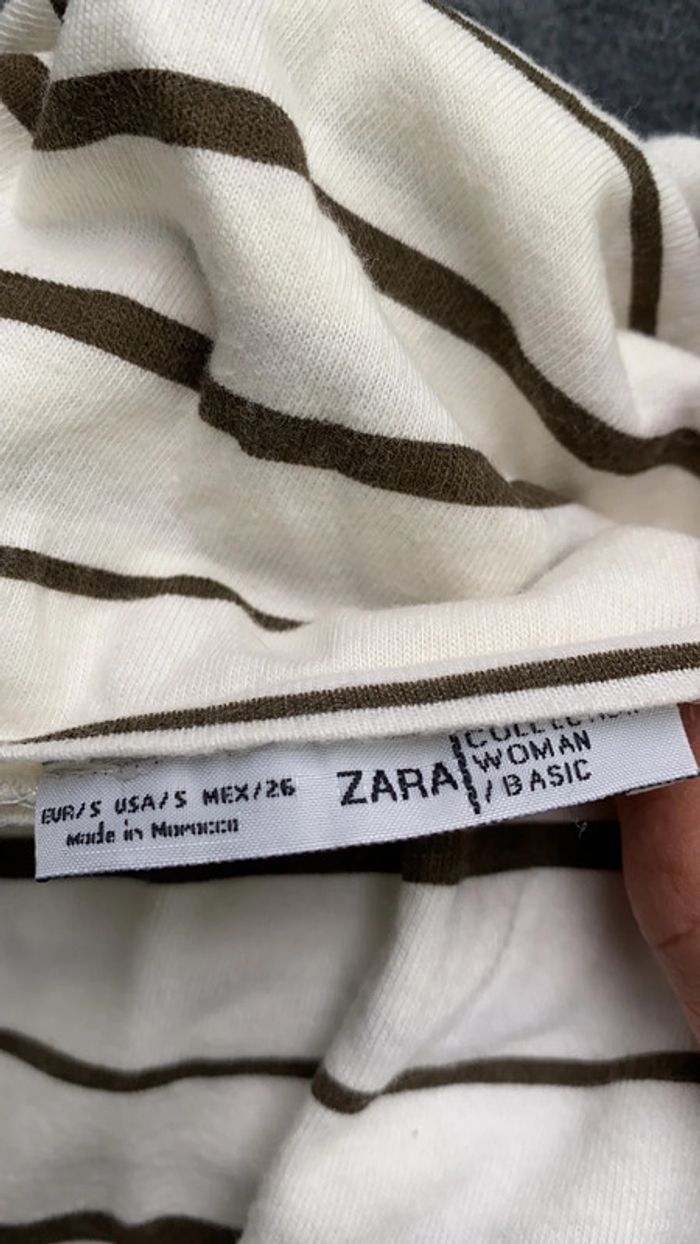 EUR/S USA/S MEX/26
Made in Morocco
ZARA
COLLECTION
WOMAN
/ BASIC